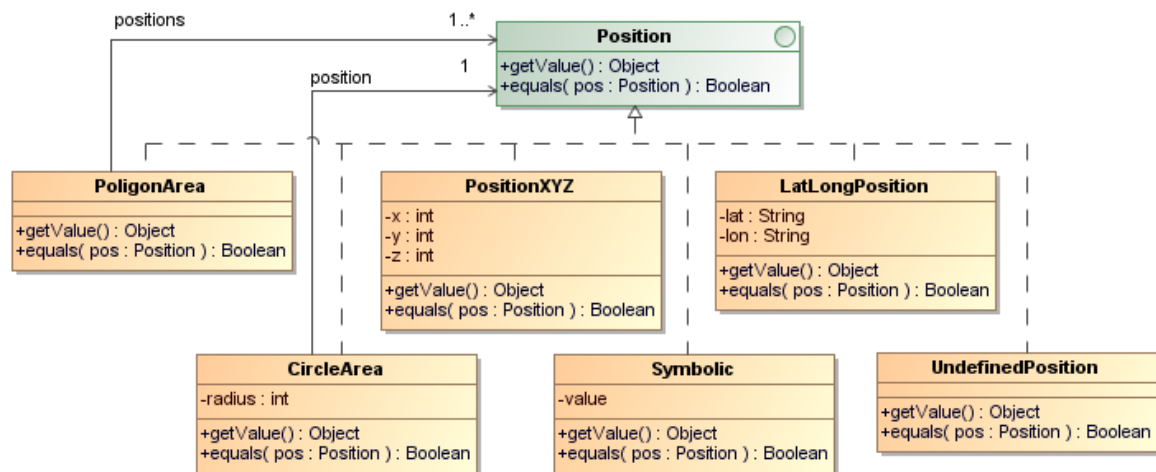 positions
1..*
Position
+getValue() : Object
+equals( pos : Position ) : Boolean
position
1
PoligonArea
+getValue() : Object
+equals( pos : Position ) : Boolean
PositionXYZ
-x : int
-y : int
-z : int
+getValue() : Object
+equals( pos : Position ) : Boolean
LatLongPosition
-lat : String
-lon : String
+getValue() : Object
+equals( pos : Position ) : Boolean
CircleArea
-radius : int
+getValue() : Object
+equals( pos : Position ) : Boolean
Symbolic
-value
+getValue() : Object
+equals( pos : Position ) : Boolean
UndefinedPosition
+getValue() : Object
+equals( pos : Position ) : Boolean